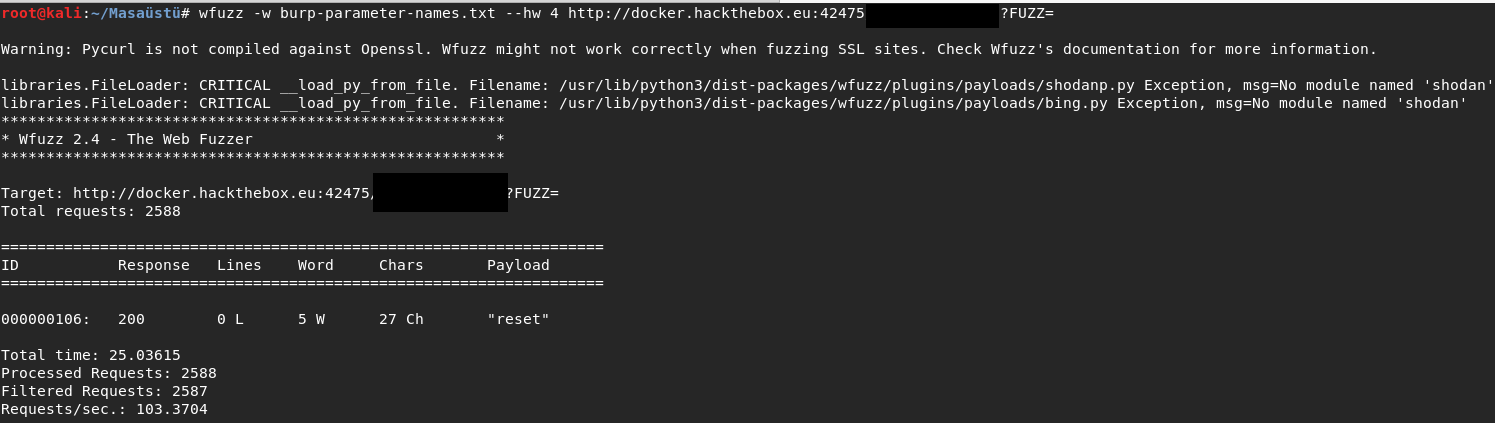 root@kali:~/Masaüstü# wfuzz -w burp-parameter-names.txt --hw 4 http://docker.hackthebox.eu:42475 ?FUZZ=
Warning: Pycurl is not compiled against Openssl. Wfuzz might not work correctly when fuzzing SSL sites. Check Wfuzz's documentation for more information.
libraries.FileLoader: CRITICAL __load_py_from_file. Filename: /usr/lib/python3/dist-packages/wfuzz/plugins/payloads/shodanp.py Exception, msg=No module named 'shodan'
libraries.FileLoader: CRITICAL __load_py_from_file. Filename: /usr/lib/python3/dist-packages/wfuzz/plugins/payloads/bing.py Exception, msg=No module named 'shodan'
********************************************************
* Wfuzz 2.4 - The Web Fuzzer                           *
********************************************************
Target: http://docker.hackthebox.eu:42475/ ?FUZZ=
Total requests: 2588
===================================================================
ID           Response   Lines    Word     Chars       Payload
===================================================================
000000106:   200        0 L      5 W      27 Ch       "reset"
Total time: 25.03615
Processed Requests: 2588
Filtered Requests: 2587
Requests/sec.: 103.3704